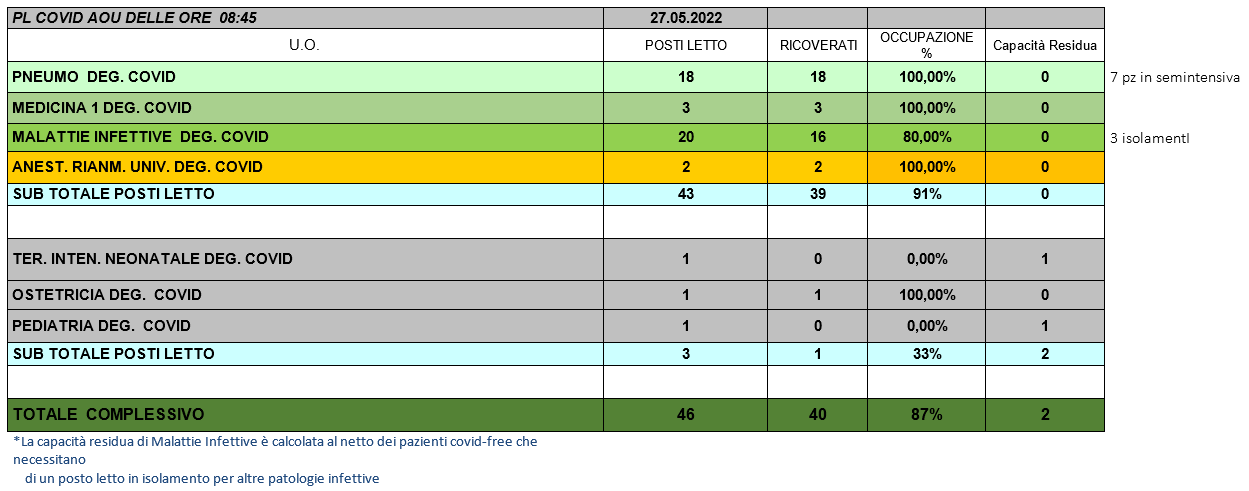 PL COVID AOU DELLE ORE 08:45 27.05.2022
U.O. POSTI LETTO RICOVERATI OCCUPAZIONE % Capacità Residua
PNEUMO DEG. COVID 18 18 100,00% 0 7 pz in semintensiva
MEDICINA 1 DEG. COVID 3 3 100,00% 0
MALATTIE INFETTIVE DEG. COVID 20 16 80,00% 0 3 isolamentI
ANEST. RIANM. UNIV. DEG. COVID 2 2 100,00% 0
SUB TOTALE POSTI LETTO 43 39 91% 0
TER. INTEN. NEONATALE DEG. COVID 1 0 0,00% 1
OSTETRICIA DEG. COVID 1 1 100,00% 0
PEDIATRIA DEG. COVID 1 0 0,00% 1
SUB TOTALE POSTI LETTO 3 1 33% 2
TOTALE COMPLESSIVO 46 40 87% 2
*La capacità residua di Malattie Infettive è calcolata al netto dei pazienti covid-free che
necessitano
di un posto letto in isolamento per altre patologie infettive